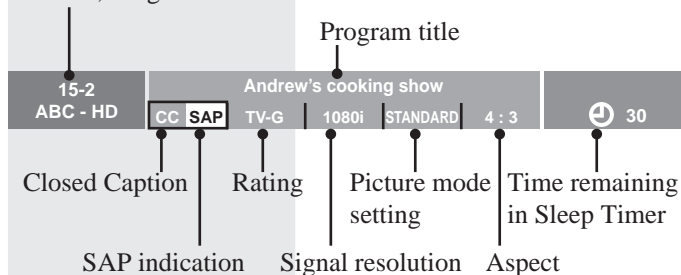 Program title
15-2
ABC - HD
Andrew's cooking show
CC SAP TV-G 1080i STANDARD 4 : 3
30
Closed Caption Rating Picture mode setting Time remaining in Sleep Timer
SAP indication Signal resolution Aspect